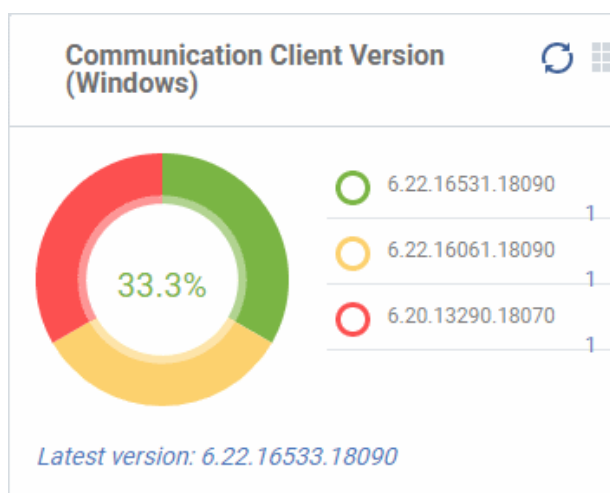 Communication Client Version
(Windows)
33.3%
6.22.16531.18090
1
6.22.16061.18090
1
6.20.13290.18070
1
Latest version: 6.22.16533.18090